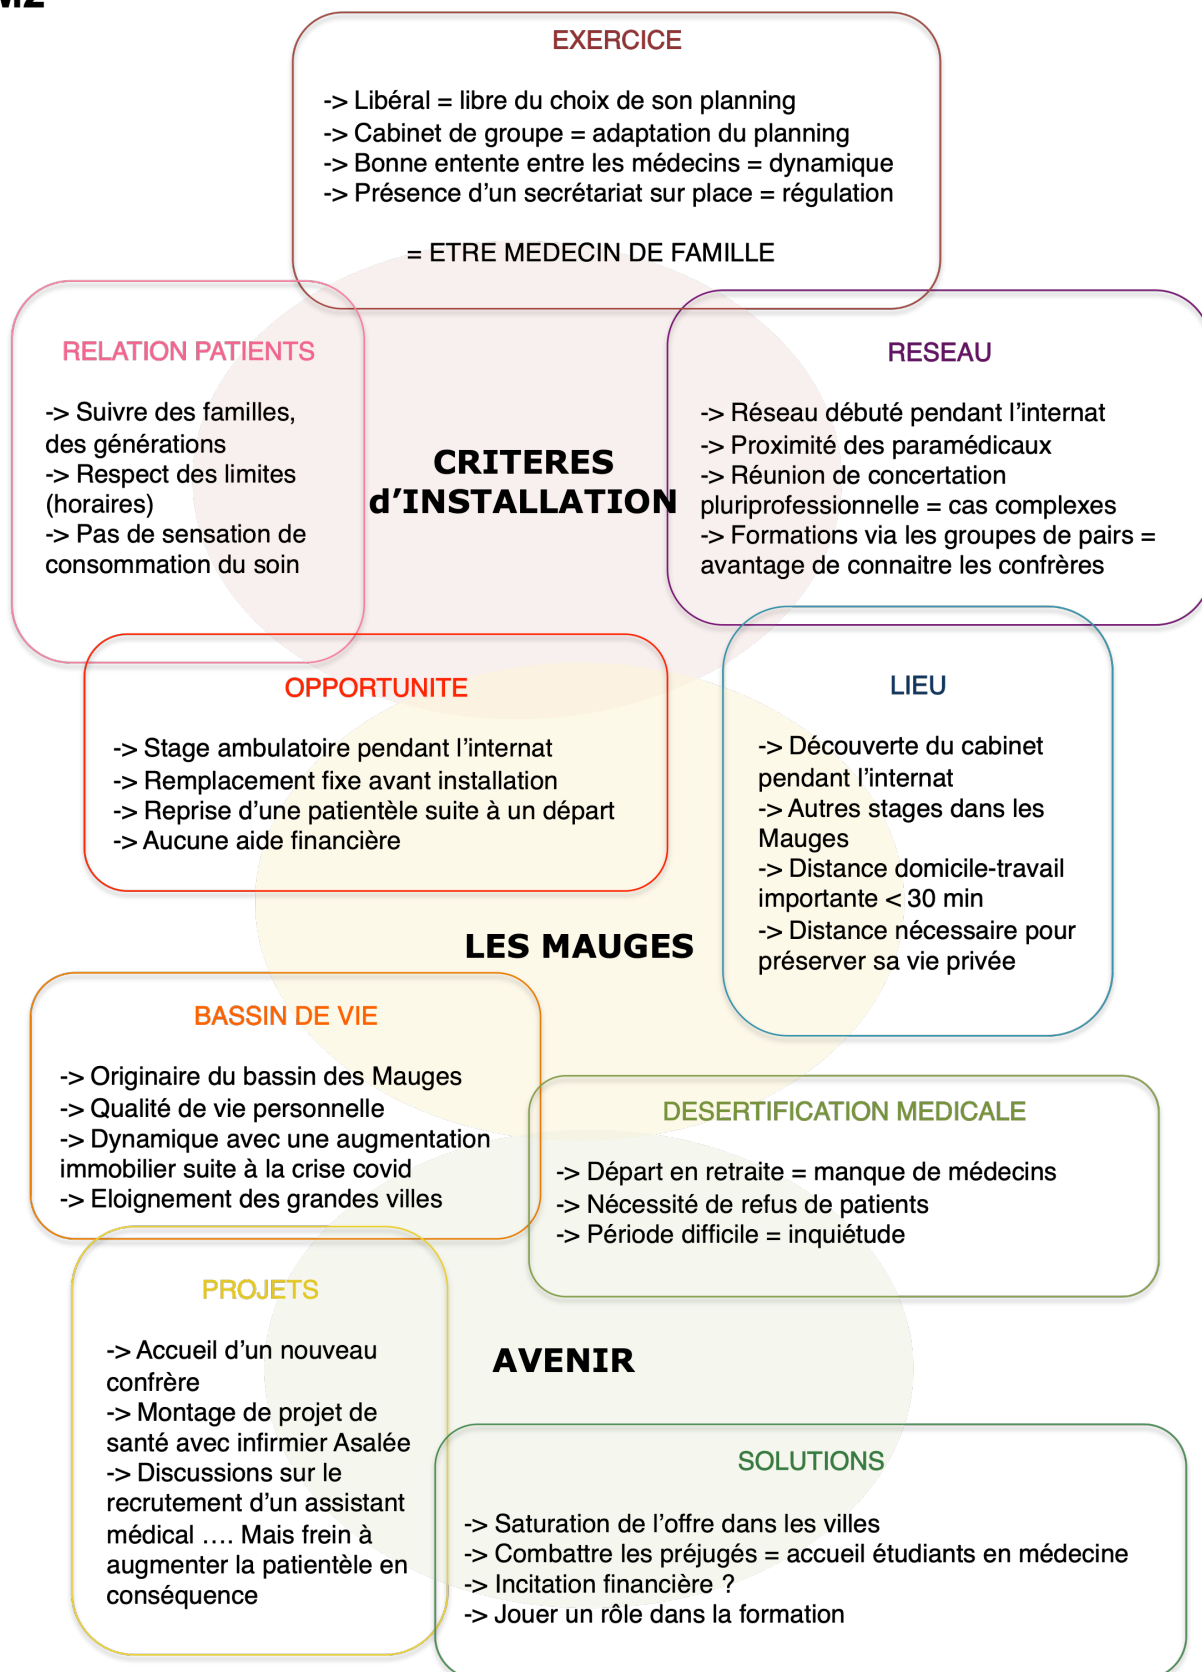 M2
EXERCICE
-> Libéral = libre du choix de son planning
-> Cabinet de groupe = adaptation du planning
-> Bonne entente entre les médecins = dynamique
-> Présence d'un secrétariat sur place = régulation
= ETRE MEDECIN DE FAMILLE
RELATION PATIENTS
-> Suivre des familles,
des générations
-> Respect des limites
(horaires)
-> Pas de sensation de
consommation du soin
CRITERES
d'INSTALLATION
RESEAU
-> Réseau débuté pendant l'internat
-> Proximité des paramédicaux
-> Réunion de concertation
pluriprofessionnelle = cas complexes
-> Formations via les groupes de pairs =
avantage de connaitre les confrères
OPPORTUNITE
-> Stage ambulatoire pendant l'internat
-> Remplacement fixe avant installation
-> Reprise d'une patientèle suite à un départ
-> Aucune aide financière
LIEU
-> Découverte du cabinet
pendant l'internat
-> Autres stages dans les
Mauges
-> Distance domicile-travail
importante < 30 min
-> Distance nécessaire pour
préserver sa vie privée
LES MAUGES
BASSIN DE VIE
-> Originaire du bassin des Mauges
-> Qualité de vie personnelle
-> Dynamique avec une augmentation
immobilier suite à la crise covid
-> Eloignement des grandes villes
DESERTIFICATION MEDICALE
-> Départ en retraite = manque de médecins
-> Nécessité de refus de patients
-> Période difficile = inquiétude
PROJETS
-> Accueil d'un nouveau
confrère
-> Montage de projet de
santé avec infirmier Asalée
-> Discussions sur le
recrutement d'un assistant
médical …. Mais frein à
augmenter la patientèle en
conséquence
AVENIR
SOLUTIONS
-> Saturation de l'offre dans les villes
-> Combattre les préjugés = accueil étudiants en médecine
-> Incitation financière ?
-> Jouer un rôle dans la formation